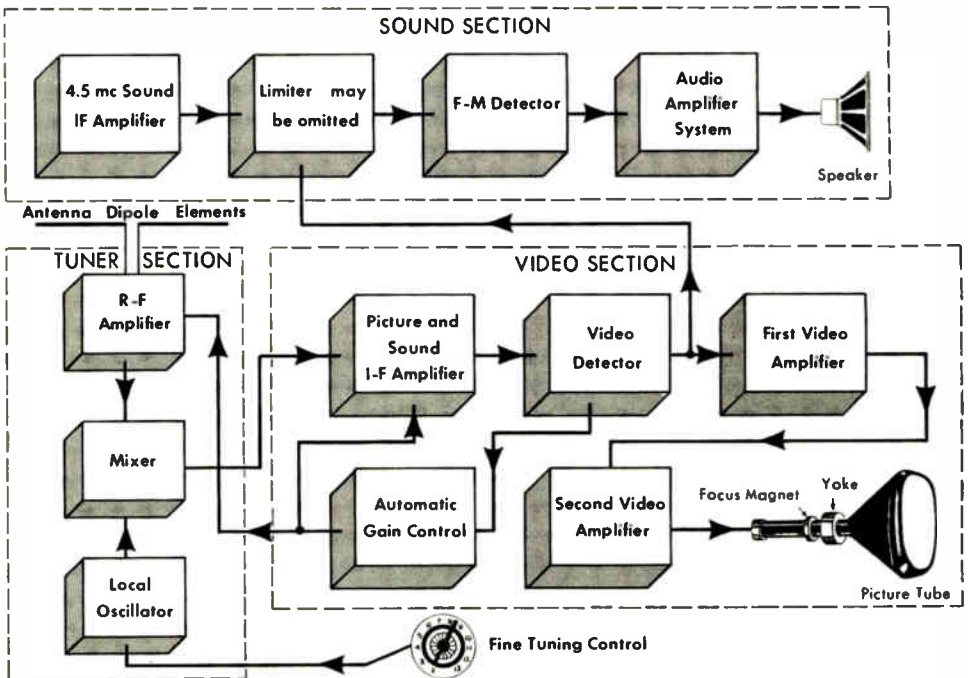 SOUND SECTION
4.5 mc Sound
IF Amplifier
Limiter may
be omitted
F-M Detector
Audio
Amplifier
System
Speaker
Antenna Dipole Elements
TUNER SECTION
R-F
Amplifier
Mixer
Local
Oscillator
VIDEO SECTION
Picture and
Sound
I-F Amplifier
Video
Detector
First Video
Amplifier
Automatic
Gain Control
Second Video
Amplifier
Focus Magnet
Yoke
Picture Tube
Fine Tuning Control